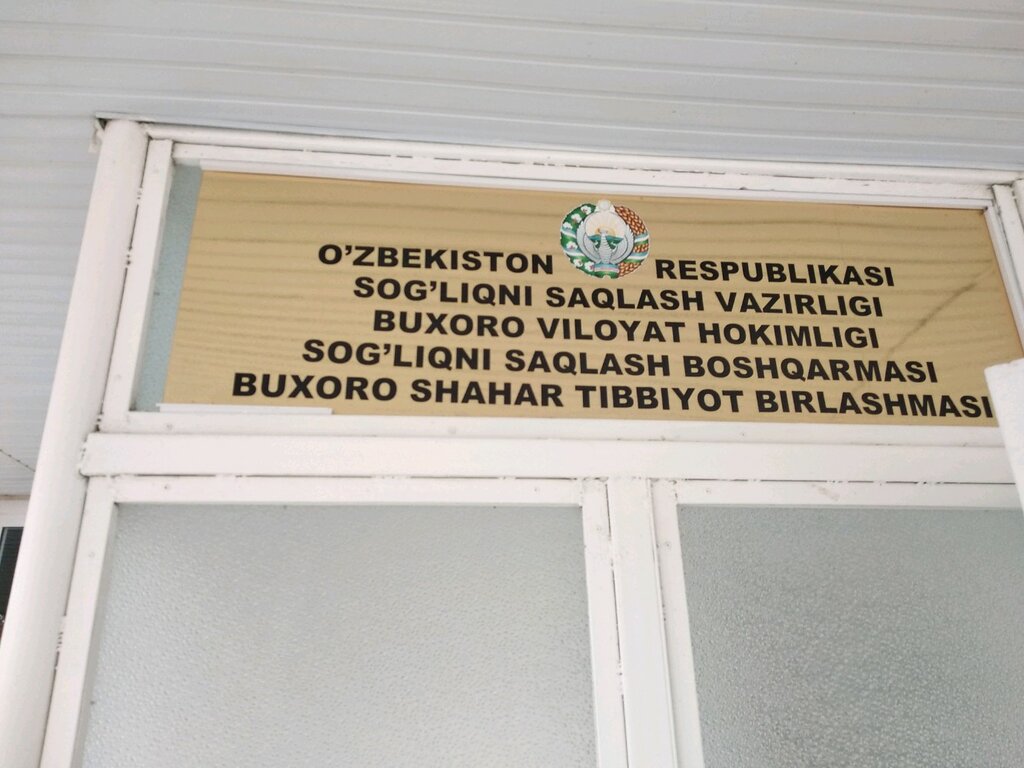 O'ZBEKISTON RESPUBLIKASI
SOG'LIQNI SAQLASH VAZIRLIGI
BUXORO VILOYAT HOKIMLIGI
SOG'LIQNI SAQLASH BOSHQARMASI
BUXORO SHAHAR TIBBIYOT BIRLASHMASI